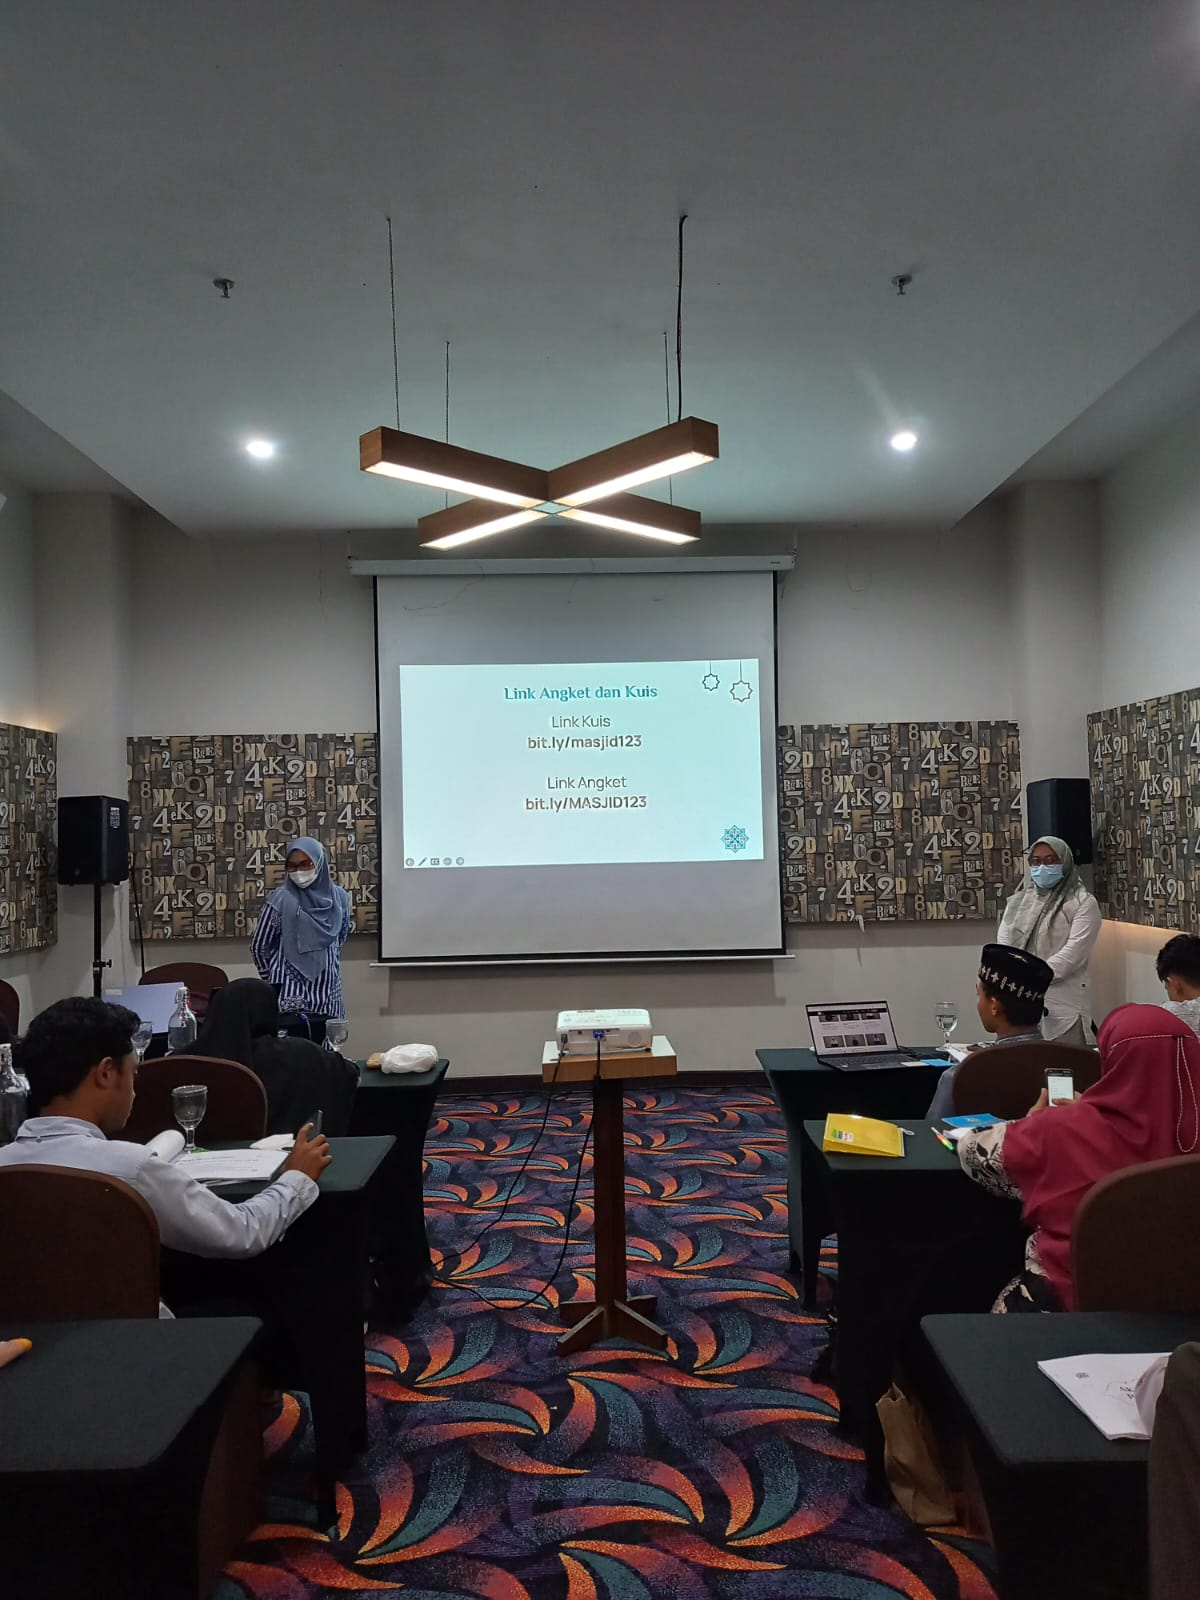 Link Angket dan Kuis
Link Kuis
bit.ly/masjid123
Link Angket
bit.ly/MASJID123